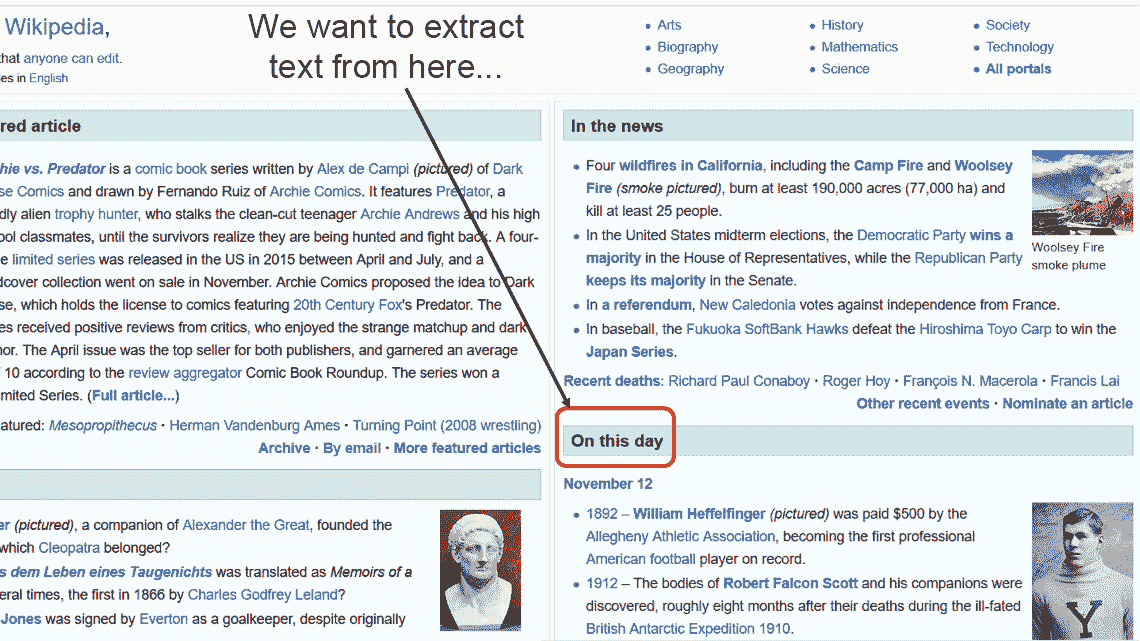 Wikipedia,
that anyone can edit.
les in English
We want to extract
text from here...
Arts
Biography
Geography
History
Mathematics
Science
Society
Technology
All portals
red article
hie vs. Predator is a comic book series written by Alex de Campi (pictured) of Dark
se Comics and drawn by Fernando Ruiz of Archie Comics. It features Predator, a
dly alien trophy hunter, who stalks the clean-cut teenager Archie Andrews and his high
ool classmates, until the survivors realize they are being hunted and fight back. A four-
e limited series was released in the US in 2015 between April and July, and a
dcover collection went on sale in November. Archie Comics proposed the idea to Dark
se, which holds the license to comics featuring 20th Century Fox's Predator. The
es received positive reviews from critics, who enjoyed the strange matchup and dark
nor. The April issue was the top seller for both publishers, and garnered an average
f 10 according to the review aggregator Comic Book Roundup. The series won a
mited Series. (Full article...)
atured: Mesopropithecus · Herman Vandenburg Ames · Turning Point (2008 wrestling)
Archive · By email · More featured articles
er (pictured), a companion of Alexander the Great, founded the
which Cleopatra belonged?
s dem Leben eines Taugenichts was translated as Memoirs of a
eral times, the first in 1866 by Charles Godfrey Leland?
Jones was signed by Everton as a goalkeeper, despite originally
In the news
Four wildfires in California, including the Camp Fire and Woolsey
Fire (smoke pictured), burn at least 190,000 acres (77,000 ha) and
kill at least 25 people.
In the United States midterm elections, the Democratic Party wins a
majority in the House of Representatives, while the Republican Party
keeps its majority in the Senate.
In a referendum, New Caledonia votes against independence from France.
In baseball, the Fukuoka SoftBank Hawks defeat the Hiroshima Toyo Carp to win the
Japan Series.
Woolsey Fire
smoke plume
Recent deaths: Richard Paul Conaboy · Roger Hoy · François N. Macerola · Francis Lai
Other recent events · Nominate an article
On this day
November 12
1892 – William Heffelfinger (pictured) was paid $500 by the
Allegheny Athletic Association, becoming the first professional
American football player on record.
1912 – The bodies of Robert Falcon Scott and his companions were
discovered, roughly eight months after their deaths during the ill-fated
British Antarctic Expedition 1910.
Y